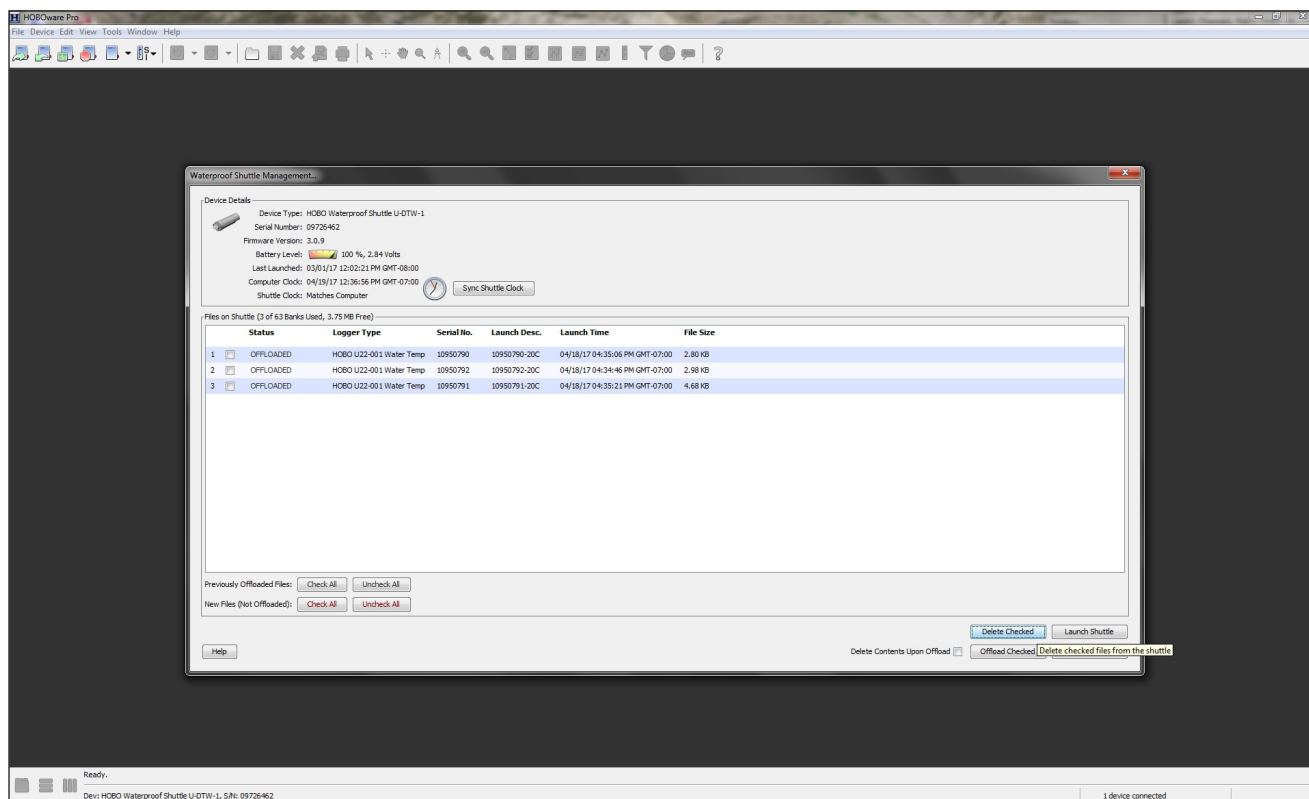 HOBOware Pro
File Device Edit View Tools Window Help
Waterproof Shuttle Management...
Device Details
Device Type: HOBO Waterproof Shuttle U-DTW-1
Serial Number: 09726462
Firmware Version: 3.0.9
Battery Level: 100 %, 2.84 Volts
Last Launched: 03/01/17 12:02:21 PM GMT-08:00
Computer Clock: 04/19/17 12:36:56 PM GMT-07:00
Sync Shuttle Clock
Shuttle Clock: Matches Computer
Files on Shuttle (3 of 63 Banks Used, 3.75 MB Free)
Status Logger Type Serial No. Launch Desc. Launch Time File Size
1 OFFLOADED HOBO U22-001 Water Temp 10950790 10950790-20C 04/18/17 04:35:06 PM GMT-07:00 2.80 KB
2 OFFLOADED HOBO U22-001 Water Temp 10950792 10950792-20C 04/18/17 04:34:46 PM GMT-07:00 2.98 KB
3 OFFLOADED HOBO U22-001 Water Temp 10950791 10950791-20C 04/18/17 04:35:21 PM GMT-07:00 4.68 KB
Previously Offloaded Files: Check All Uncheck All
New Files (Not Offloaded): Check All Uncheck All
Delete Checked Launch Shuttle
Help Delete Contents Upon Offload Offload Checked Delete checked files from the shuttle
Ready.
Dev: HOBO Waterproof Shuttle U-DTW-1, S/N: 09726462 1 device connected